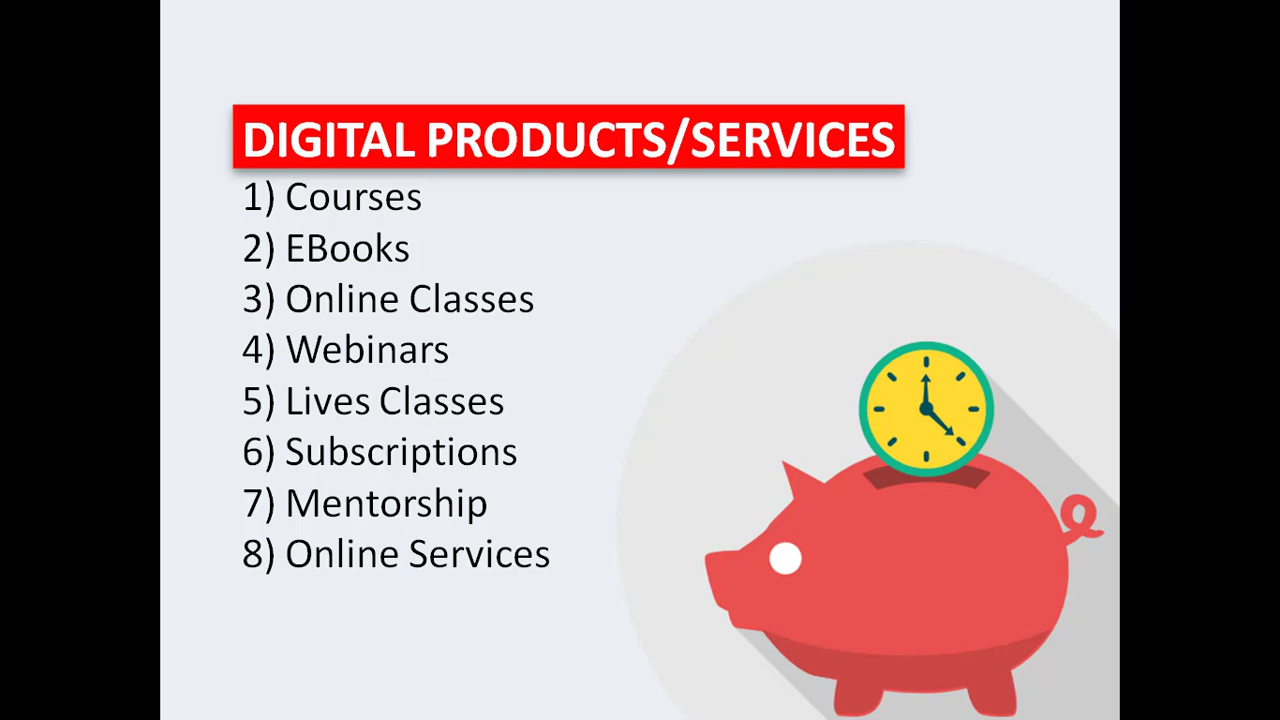 DIGITAL PRODUCTS/SERVICES
1) Courses
2) EBooks
3) Online Classes
4) Webinars
5) Lives Classes
6) Subscriptions
7) Mentorship
8) Online Services